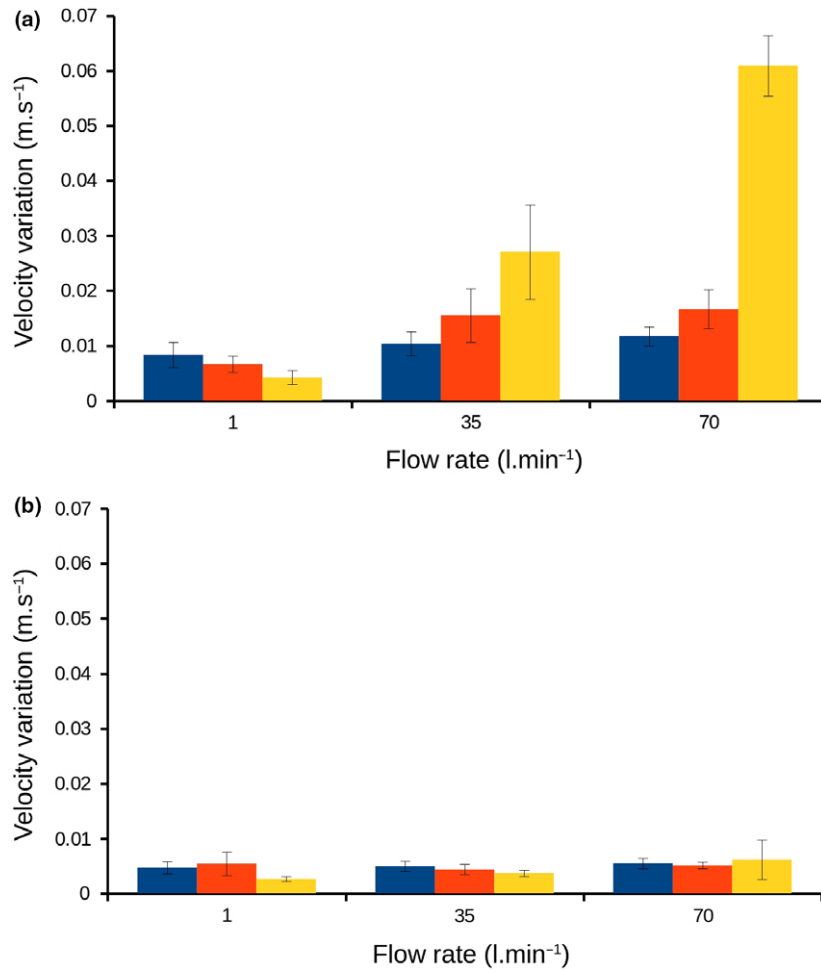 (a)
Velocity variation (m.s⁻¹)
0.07
0.06
0.05
0.04
0.03
0.02
0.01
0
1 35 70
Flow rate (l.min⁻¹)
(b)
Velocity variation (m.s⁻¹)
0.07
0.06
0.05
0.04
0.03
0.02
0.01
0
1 35 70
Flow rate (l.min⁻¹)